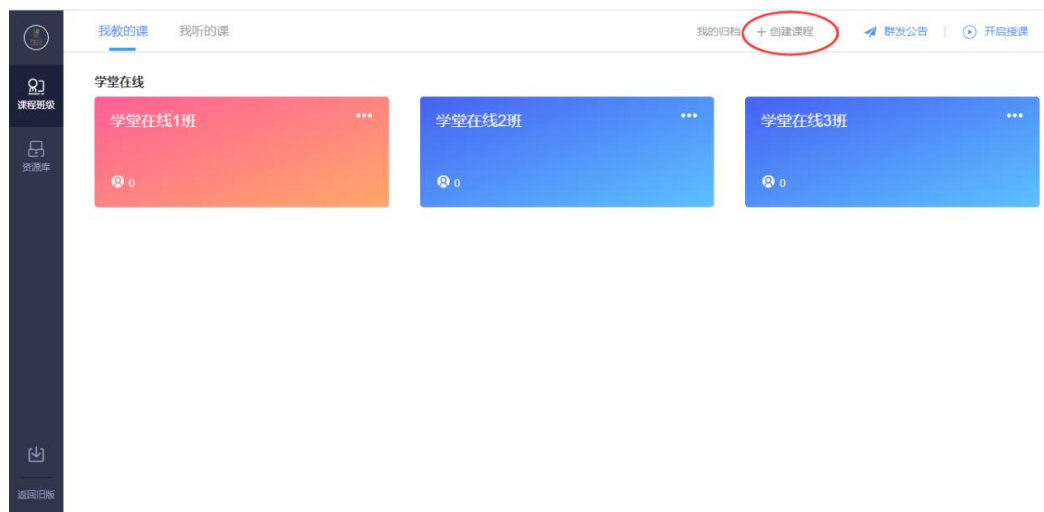 我教的课 我听的课 我的归档 + 创建课程 群发公告 开启授课
课程班级
资源库
返回旧版
学堂在线
学堂在线1班 学堂在线2班 学堂在线3班
0 0 0